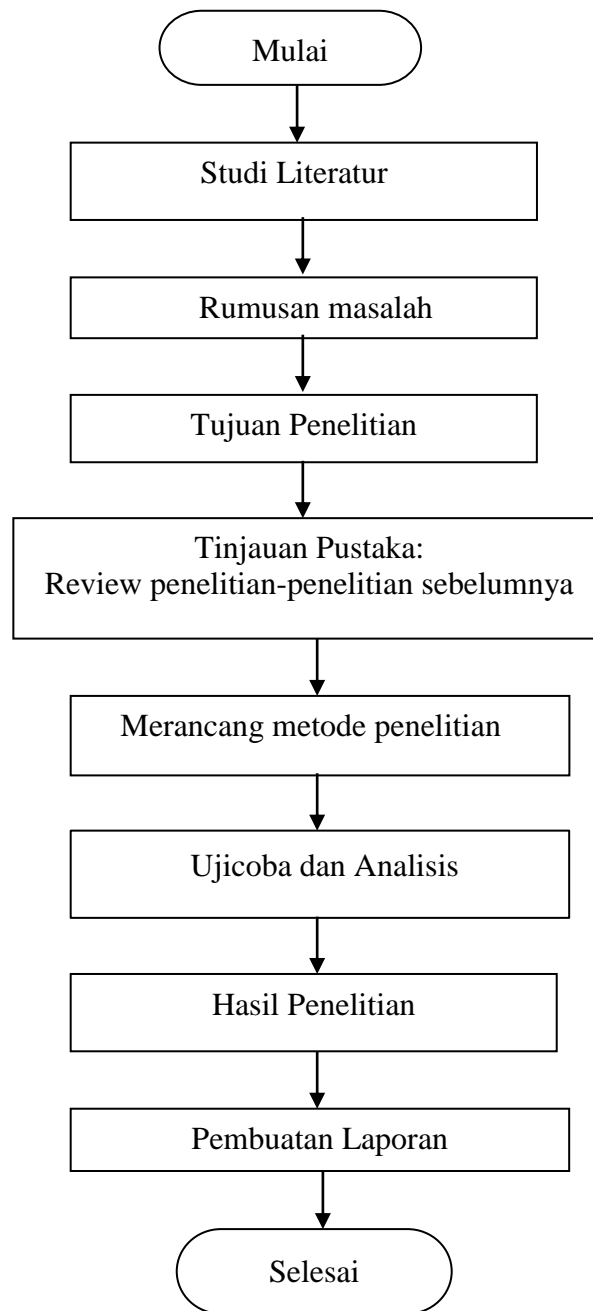 Mulai
Studi Literatur
Rumusan masalah
Tujuan Penelitian
Tinjauan Pustaka:
Review penelitian-penelitian sebelumnya
Merancang metode penelitian
Ujicoba dan Analisis
Hasil Penelitian
Pembuatan Laporan
Selesai